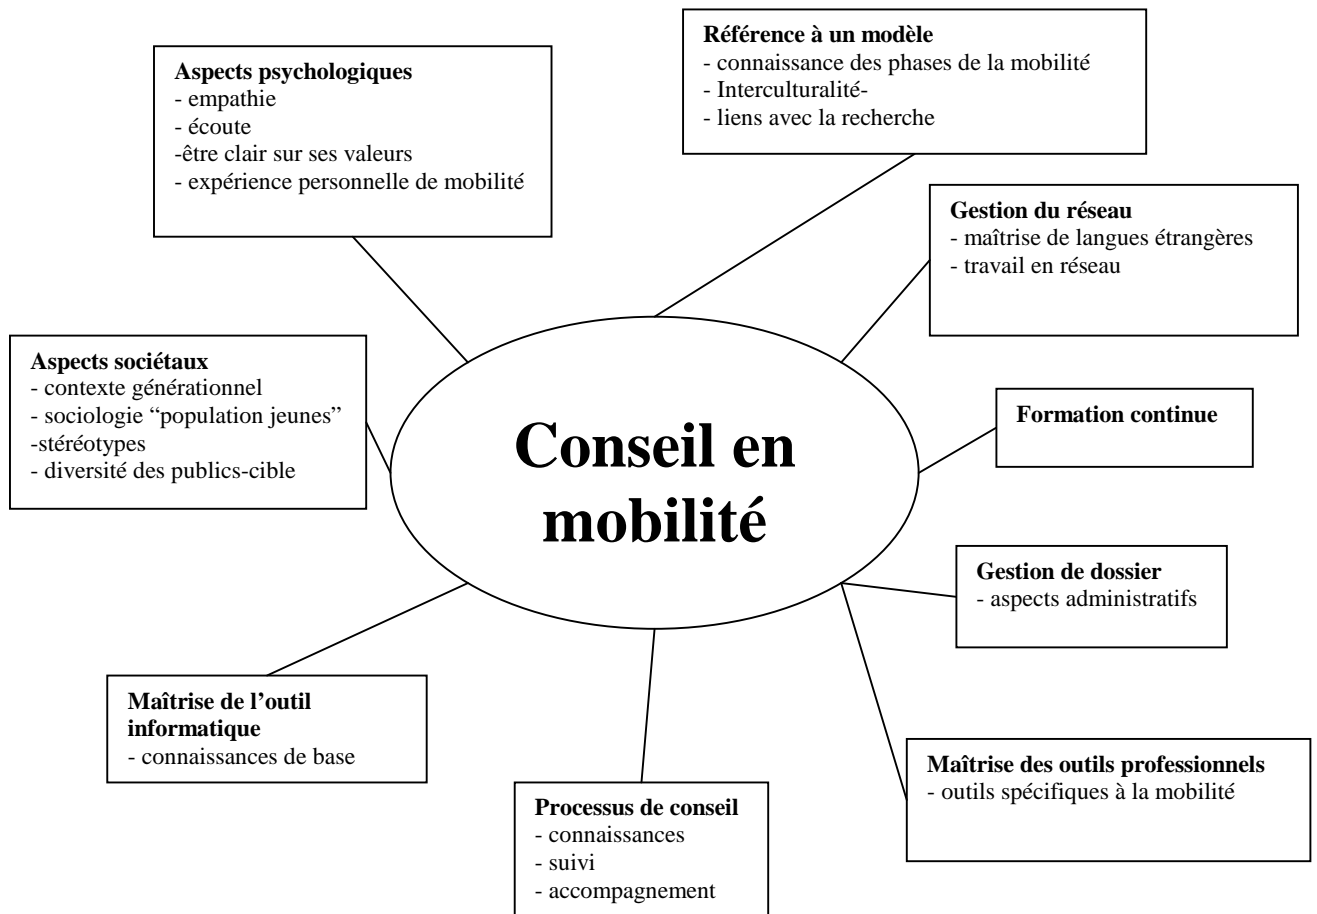 Référence à un modèle
- connaissance des phases de la mobilité
- Interculturalité-
- liens avec la recherche
Aspects psychologiques
- empathie
- écoute
-être clair sur ses valeurs
- expérience personnelle de mobilité
Gestion du réseau
- maîtrise de langues étrangères
- travail en réseau
Aspects sociétaux
- contexte générationnel
- sociologie “population jeunes”
-stéréotypes
- diversité des publics-cible
Conseil en
mobilité
Formation continue
Gestion de dossier
- aspects administratifs
Maîtrise de l’outil
informatique
- connaissances de base
Maîtrise des outils professionnels
- outils spécifiques à la mobilité
Processus de conseil
- connaissances
- suivi
- accompagnement